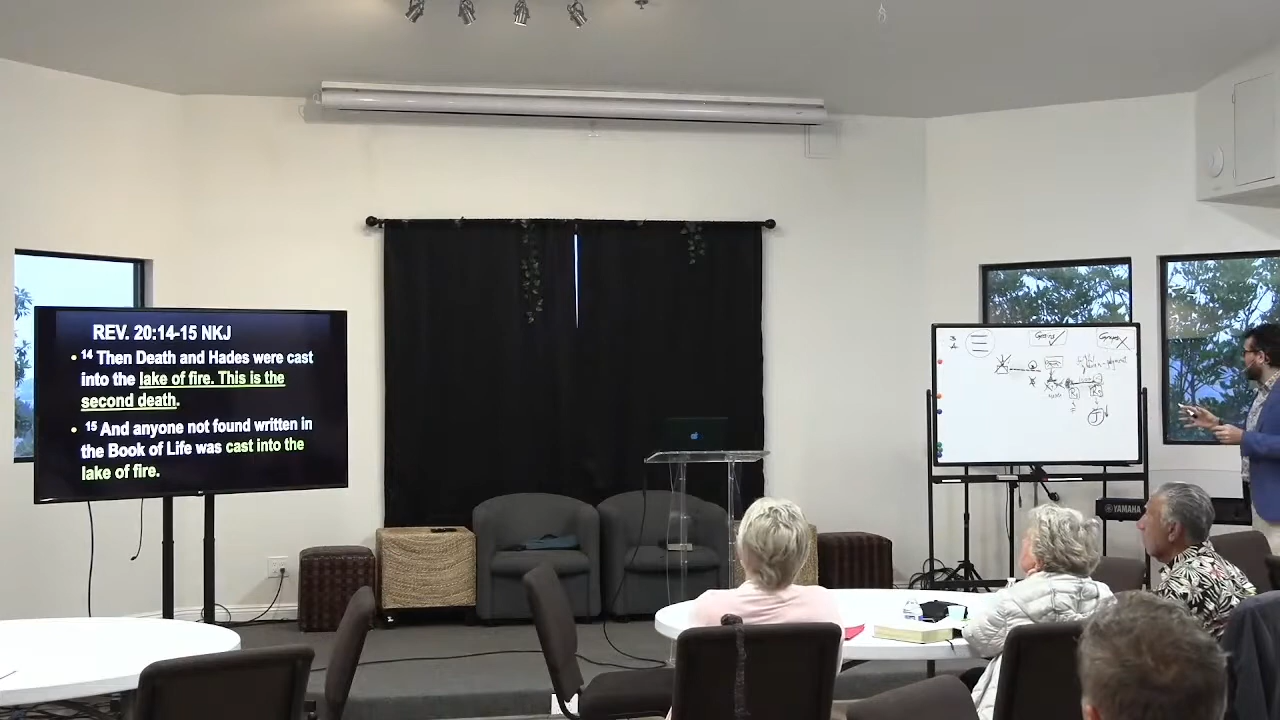 REV. 20:14-15 NKJ
• 14 Then Death and Hades were cast
into the lake of fire. This is the
second death.
• 15 And anyone not found written in
the Book of Life was cast into the
lake of fire.
YAMAHA